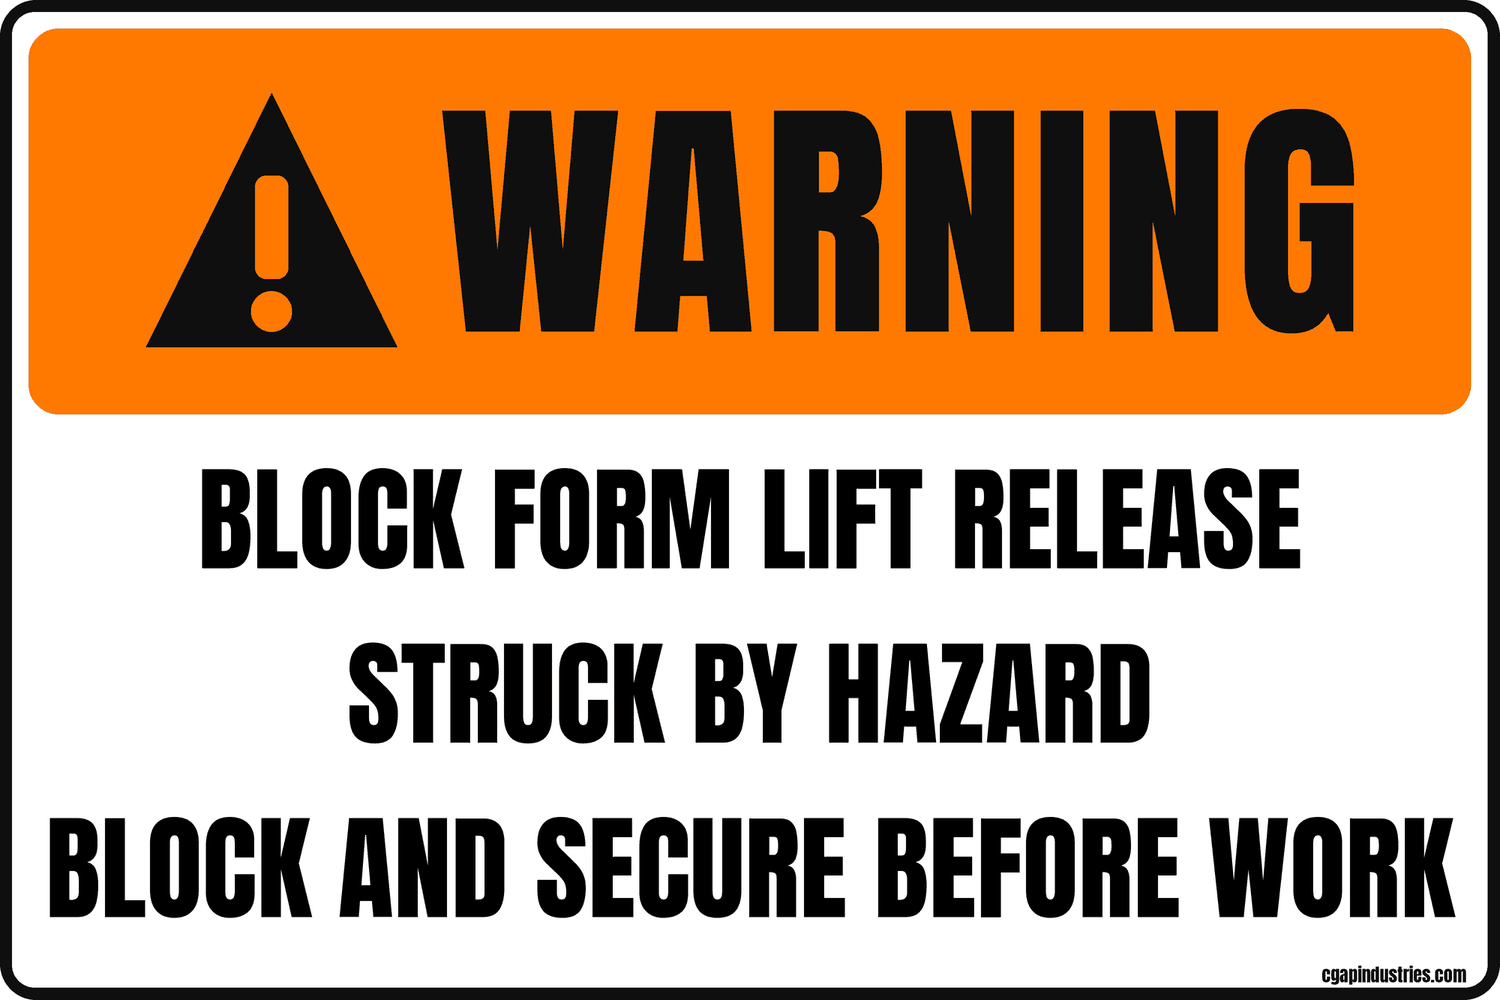 WARNING
BLOCK FORM LIFT RELEASE
STRUCK BY HAZARD
BLOCK AND SECURE BEFORE WORK
cgapindustries.com